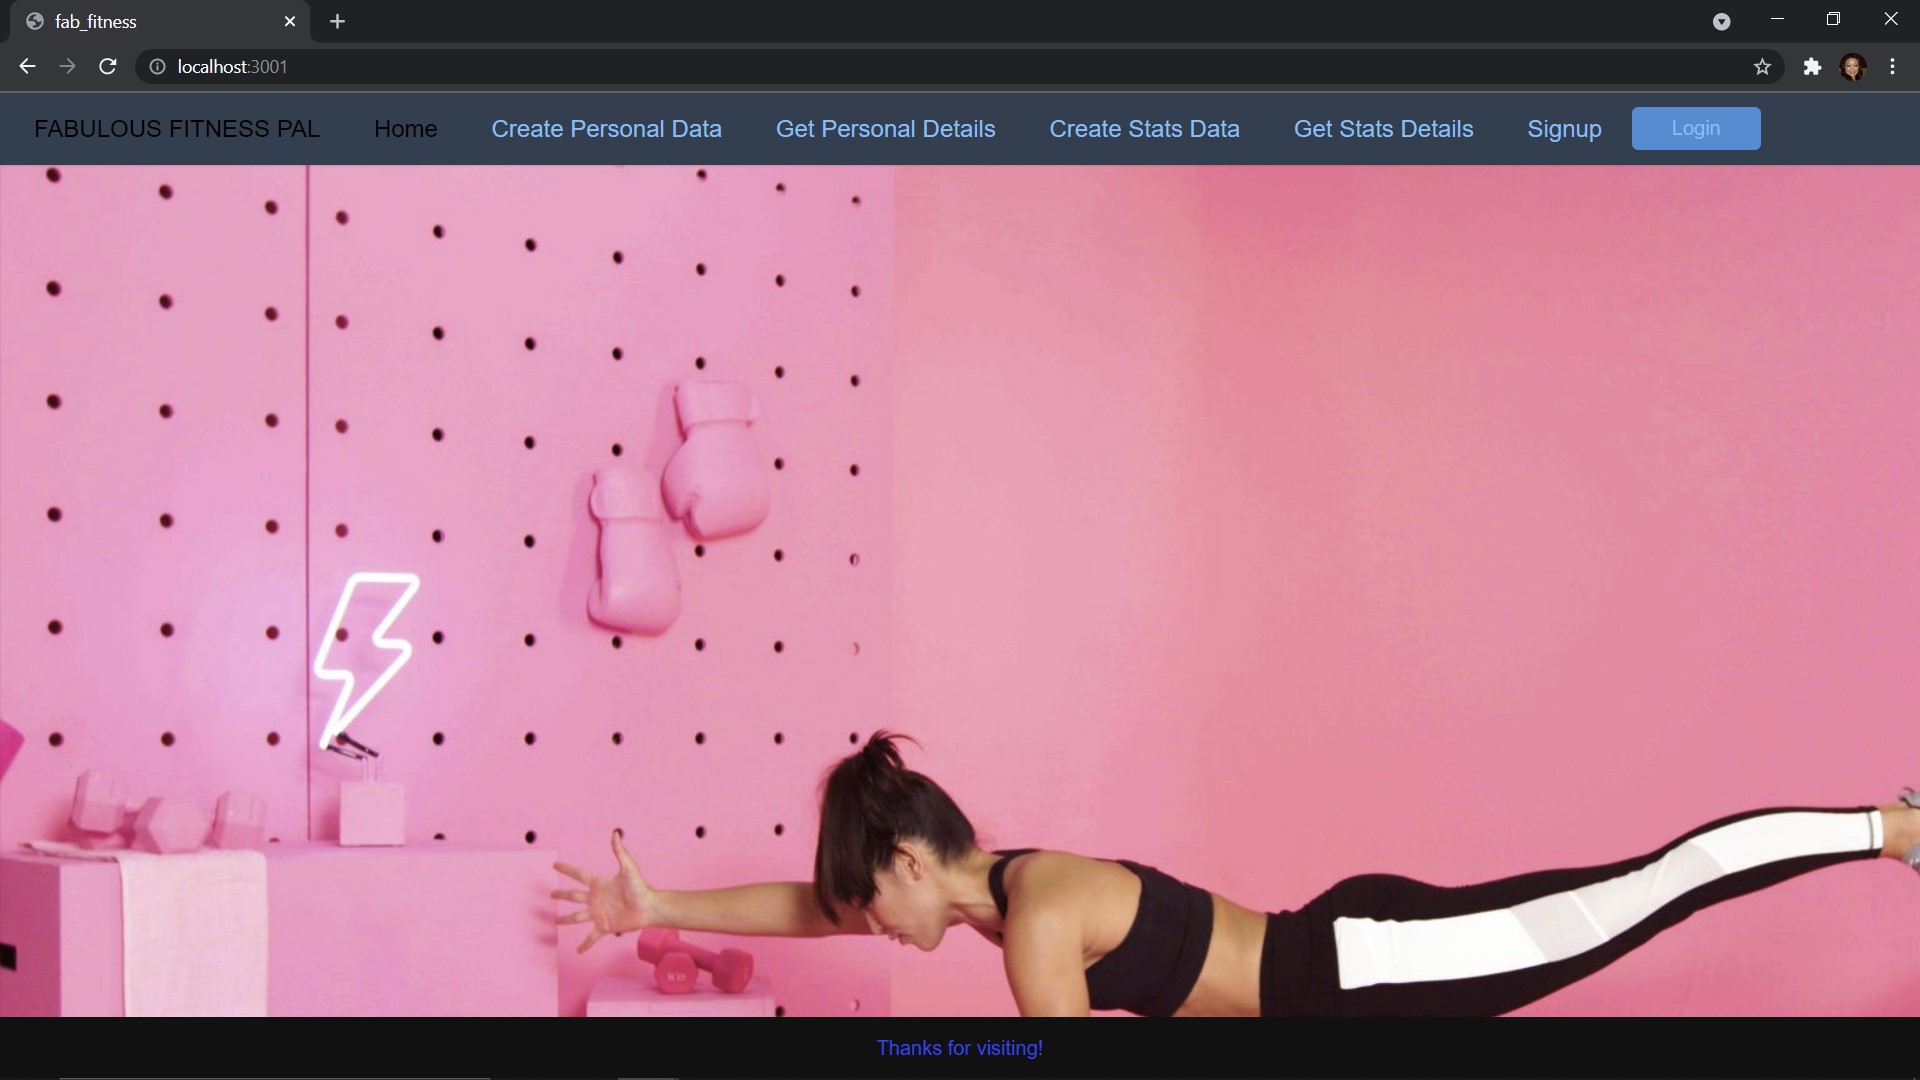 fab_fitness
localhost:3001
FABULOUS FITNESS PAL Home Create Personal Data Get Personal Details Create Stats Data Get Stats Details Signup Login
Thanks for visiting!